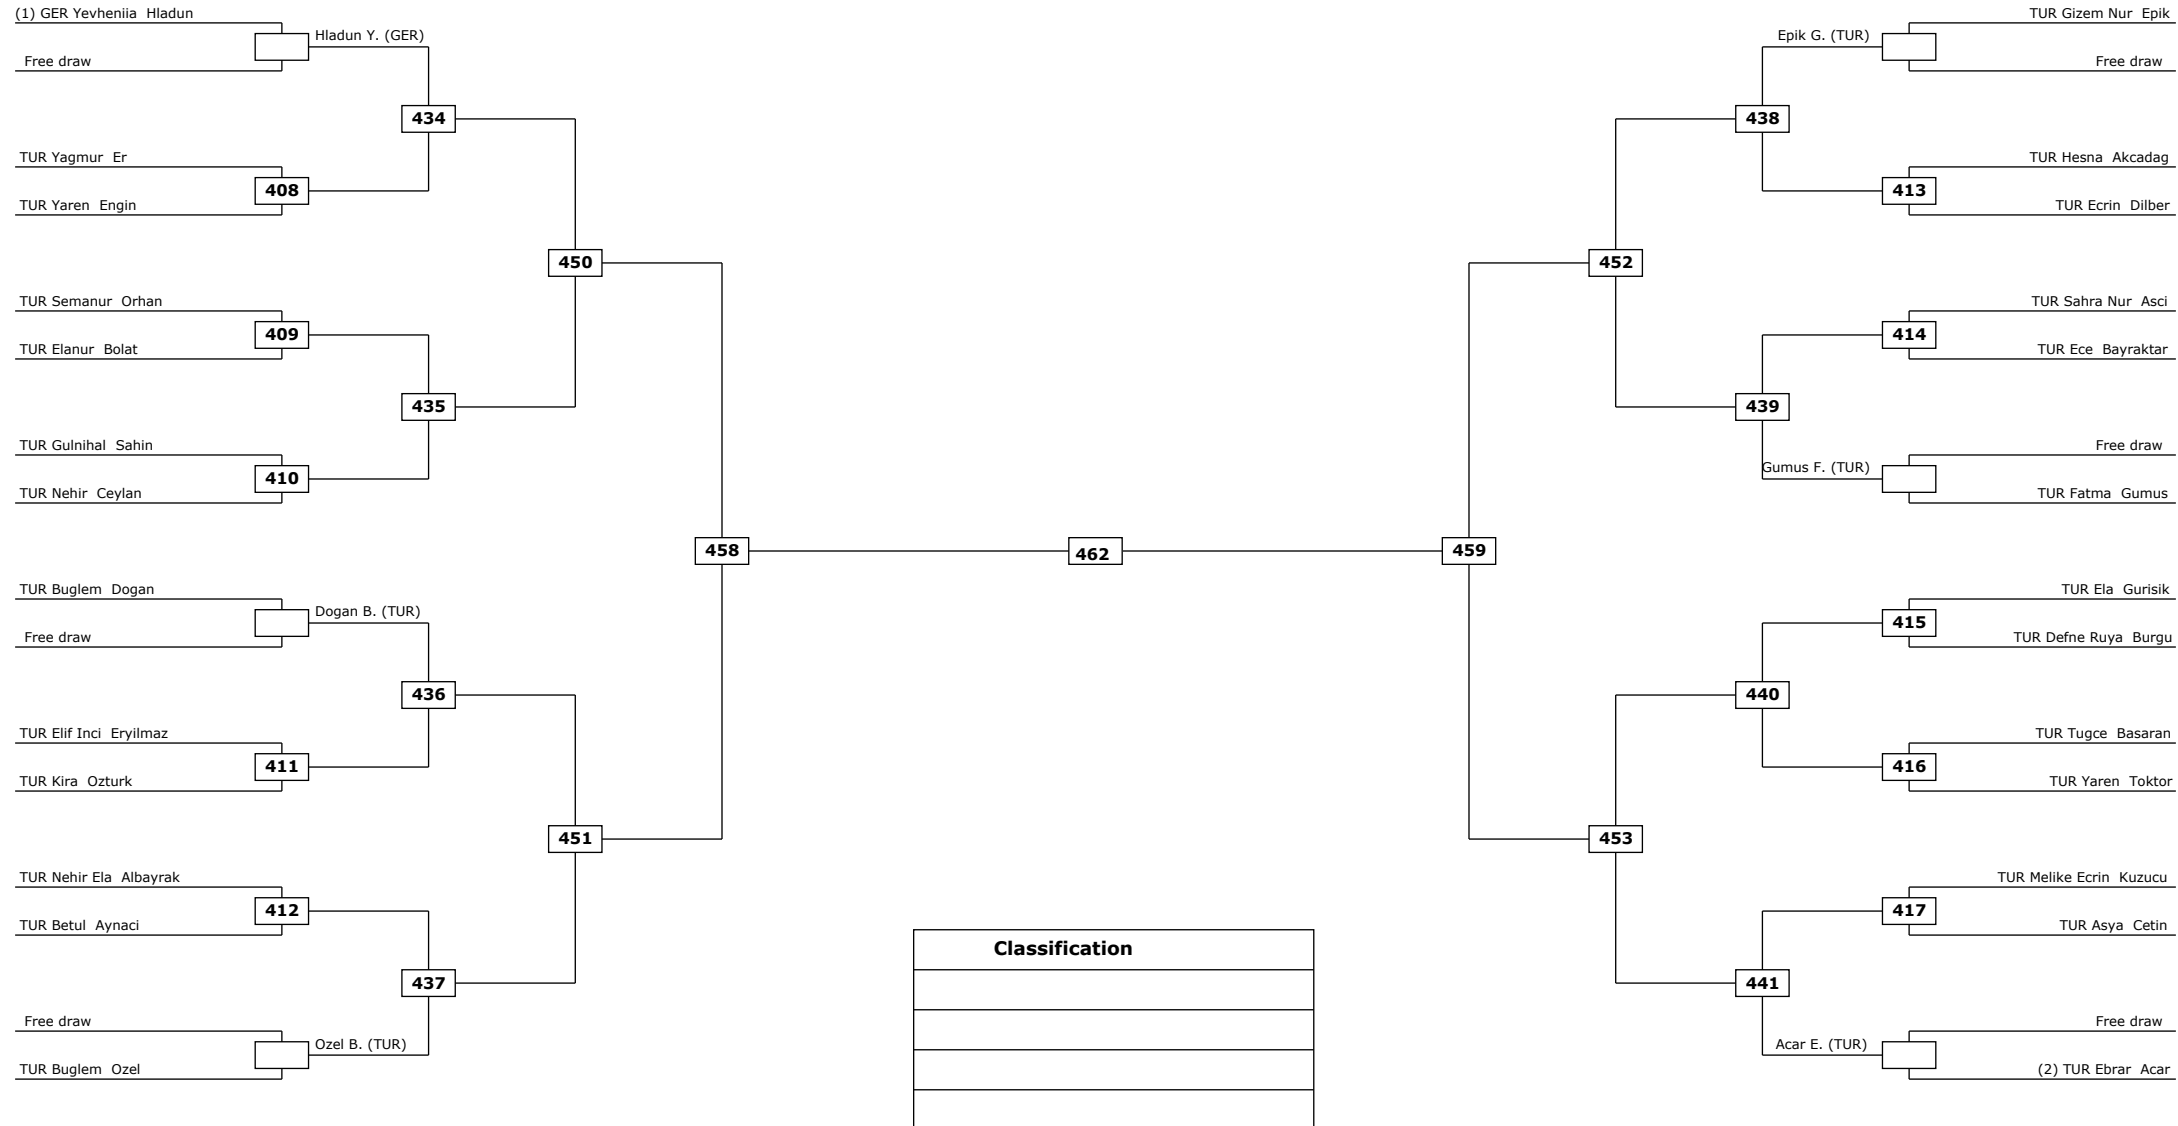 (1) GER Yevheniia Hladun
Hladun Y. (GER)
Free draw
434
TUR Yagmur Er
408
TUR Yaren Engin
450
TUR Semanur Orhan
409
TUR Elanur Bolat
435
TUR Gulnihal Sahin
410
TUR Nehir Ceylan
458
TUR Buglem Dogan
Dogan B. (TUR)
Free draw
436
TUR Elif Inci Eryilmaz
411
TUR Kira Ozturk
451
TUR Nehir Ela Albayrak
412
TUR Betul Aynaci
437
Free draw
Ozel B. (TUR)
TUR Buglem Ozel
462
TUR Gizem Nur Epik
Epik G. (TUR)
Free draw
438
TUR Hesna Akcadag
413
TUR Ecrin Dilber
452
TUR Sahra Nur Asci
414
TUR Ece Bayraktar
439
Free draw
Gumus F. (TUR)
TUR Fatma Gumus
459
TUR Ela Gurisik
415
TUR Defne Ruya Burgu
440
TUR Tugce Basaran
416
TUR Yaren Toktor
453
TUR Melike Ecrin Kuzucu
417
TUR Asya Cetin
441
Free draw
Acar E. (TUR)
(2) TUR Ebrar Acar
Classification